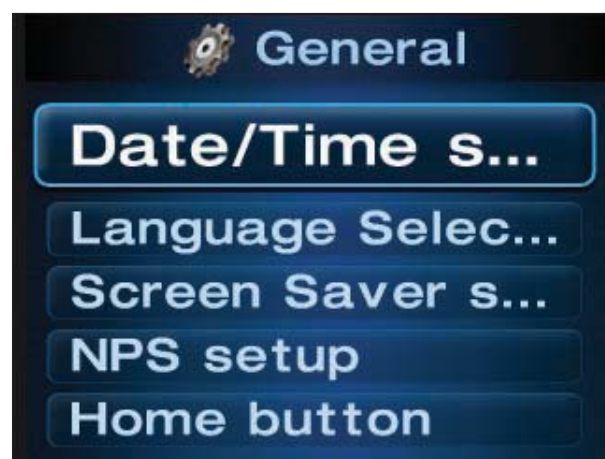 General
Date/Time s...
Language Selec...
Screen Saver s...
NPS setup
Home button